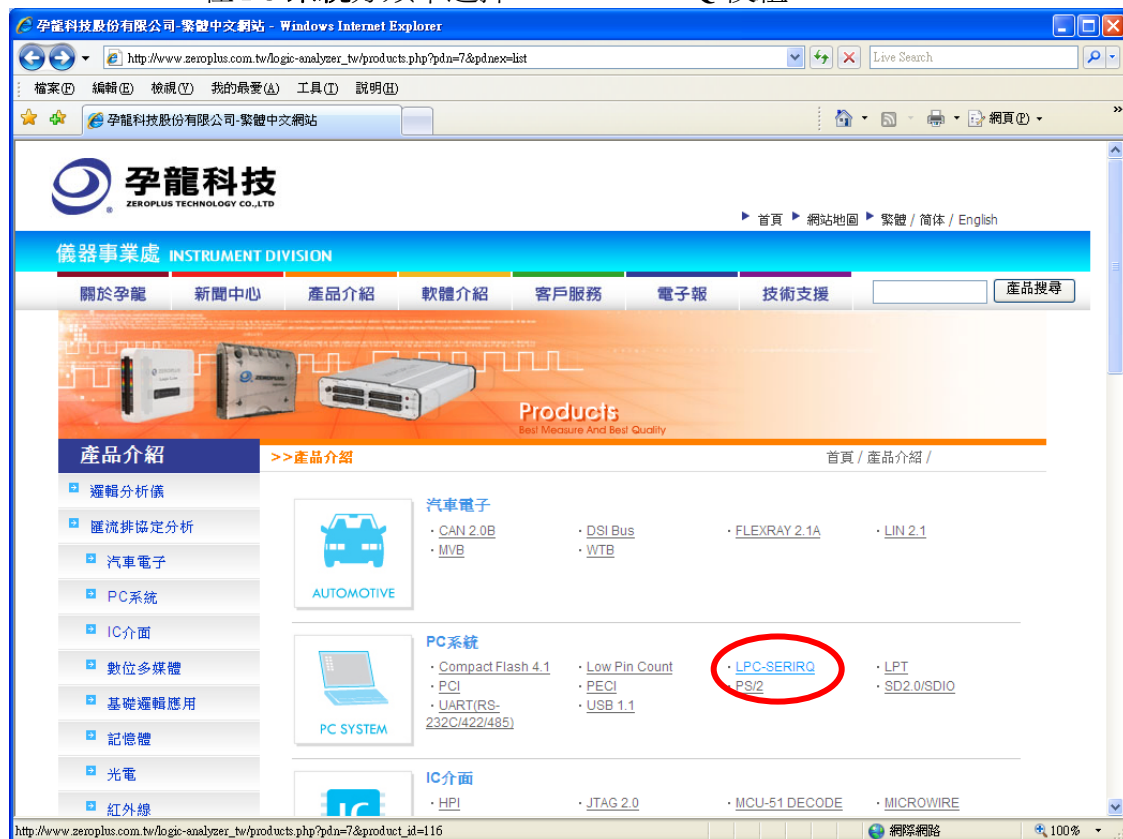 孕龍科技股份有限公司-繁體中文網站 - Windows Internet Explorer
http://www.zeroplus.com.tw/logic-analyzer_tw/products.php?pdn=7&pdnex=list
Live Search
檔案(F) 編輯(E) 檢視(V) 我的最愛(A) 工具(T) 說明(H)
孕龍科技股份有限公司-繁體中文網站
網頁(P)
»
孕龍科技
ZEROPLUS TECHNOLOGY CO.,LTD
首頁 網站地圖 繁體 / 简体 / English
儀器事業處 INSTRUMENT DIVISION
關於孕龍 新聞中心 產品介紹 軟體介紹 客戶服務 電子報 技術支援 產品搜尋
Products
Best Measure And Best Quality
產品介紹
>>產品介紹 首頁 / 產品介紹 /
邏輯分析儀
匯流排協定分析
汽車電子
PC系統
IC介面
數位多媒體
基礎邏輯應用
記憶體
光電
紅外線
AUTOMOTIVE
汽車電子
· CAN 2.0B · DSI Bus · FLEXRAY 2.1A · LIN 2.1
· MVB · WTB
PC SYSTEM
PC系統
· Compact Flash 4.1 · Low Pin Count · LPC-SERIRQ · LPT
· PCI · PECI · PS/2 · SD2.0/SDIO
· UART(RS-232C/422/485) · USB 1.1
IC
IC介面
· HPI · JTAG 2.0 · MCU-51 DECODE · MICROWIRE
http://www.zeroplus.com.tw/logic-analyzer_tw/products.php?pdn=7&product_id=116
網際網路 100%